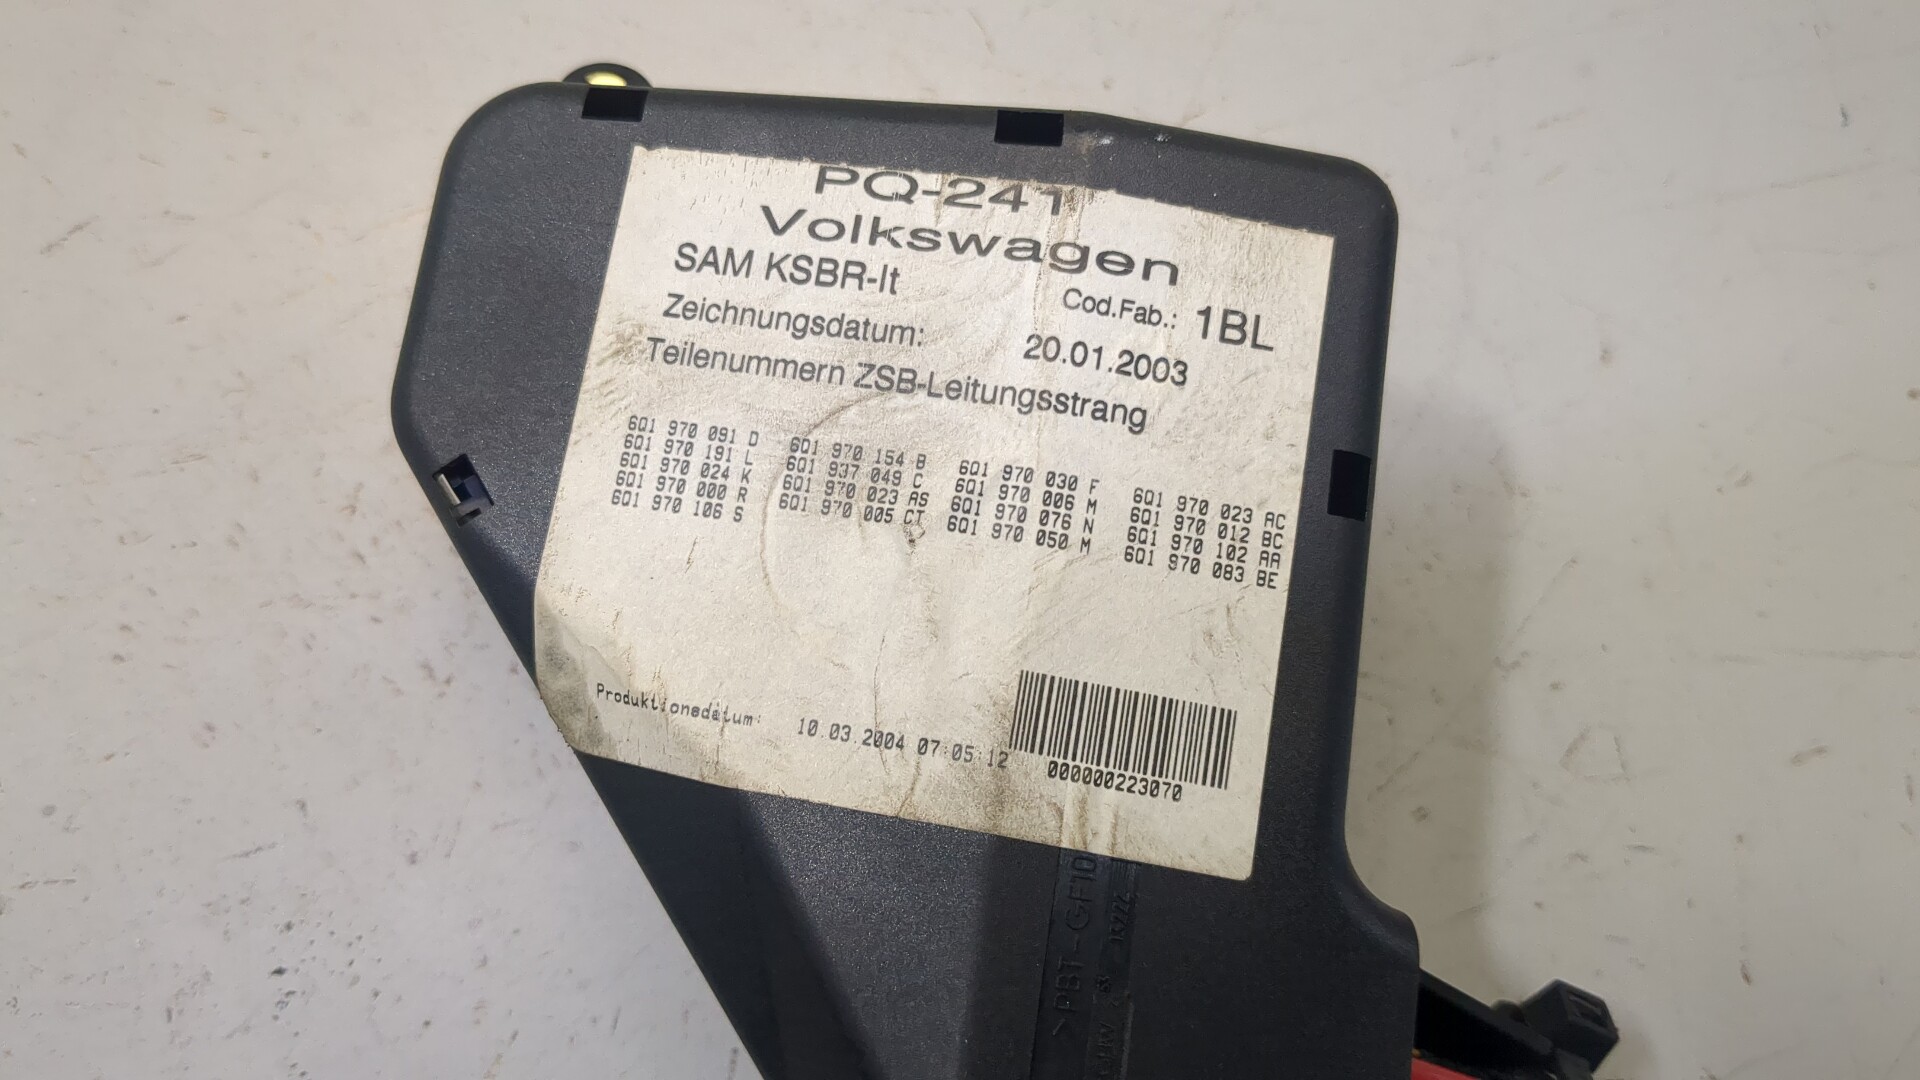 PQ-241
Volkswagen
SAM KSBR-lt
Cod.Fab.: 1BL
Zeichnungsdatum: 20.01.2003
Teilenummern ZSB-Leitungsstrang
6Q1 970 091 D 6Q1 970 154 B 6Q1 970 030 F 6Q1 970 023 AC
6Q1 970 191 L 6Q1 937 049 C 6Q1 970 006 M 6Q1 970 012 BC
6Q1 970 024 K 6Q1 970 023 AS 6Q1 970 076 N 6Q1 970 102 AA
6Q1 970 000 R 6Q1 970 005 CT 6Q1 970 050 M 6Q1 970 083 BE
6Q1 970 106 S
Produktionsdatum: 10.03.2004 07:05:12
000000223070
>PBT-GF10